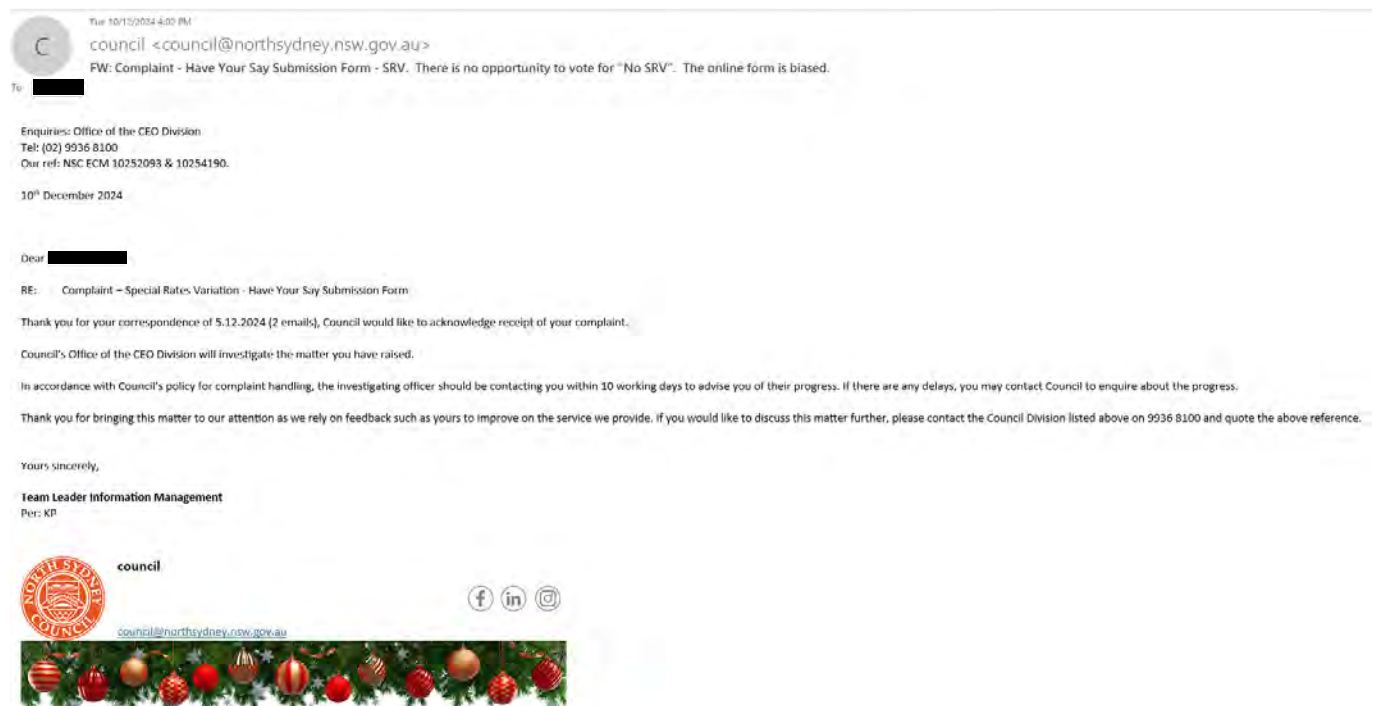 Tue 10/12/2024 4:02 PM
C
council <council@northsydney.nsw.gov.au>
FW: Complaint - Have Your Say Submission Form - SRV.  There is no opportunity to vote for "No SRV".  The online form is biased.
To
Enquiries: Office of the CEO Division
Tel: (02) 9936 8100
Our ref: NSC ECM 10252093 & 10254190.
10th December 2024
Dear
RE: Complaint – Special Rates Variation - Have Your Say Submission Form
Thank you for your correspondence of 5.12.2024 (2 emails), Council would like to acknowledge receipt of your complaint.
Council's Office of the CEO Division will investigate the matter you have raised.
In accordance with Council's policy for complaint handling, the investigating officer should be contacting you within 10 working days to advise you of their progress. If there are any delays, you may contact Council to enquire about the progress.
Thank you for bringing this matter to our attention as we rely on feedback such as yours to improve on the service we provide. If you would like to discuss this matter further, please contact the Council Division listed above on 9936 8100 and quote the above reference.
Yours sincerely,
Team Leader Information Management
Per: KP
NORTH SYDNEY COUNCIL
council
f in
council@northsydney.nsw.gov.au